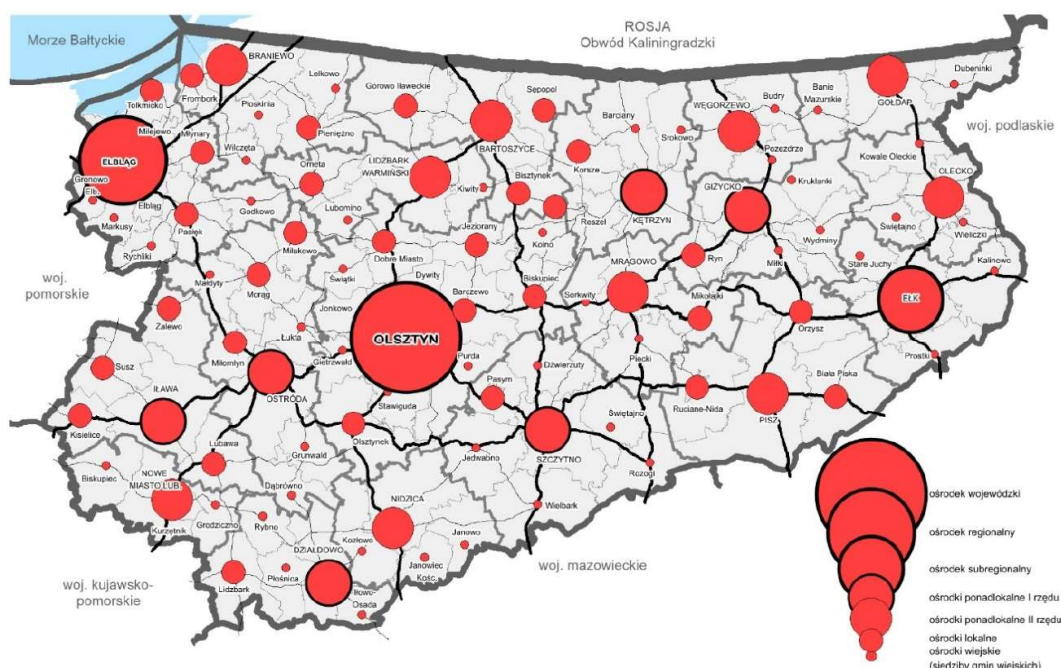 Morze Bałtyckie
ROSJA
Obwód Kaliningradzki
BRANIEWO
Frombork
Tolkmicko
Lelkowo
Płoskinia
Górowo Iławeckie
Sępopol
Barciany
Srokowo
WĘGORZEWO
Budry
Banie
Mazurskie
GOŁDAP
Dubeninki
woj. podlaskie
Milejewo
Młynary
Wilczęta
Pieniężno
ELBLĄG
Gronowo
Elb.
Elbląg
Markusy
Rychliki
Pasłęk
Godkowo
Orneta
LIDZBARK
WARMIŃSKI
Lubomino
Kiwity
BARTOSZYCE
Bisztynek
Korsze
Reszel
KĘTRZYN
Pozezdrze
GIŻYCKO
Kruklanki
Kowale Oleckie
OLECKO
Świętajno
Wieliczki
Wydminy
Stare Juchy
Kalinowo
EŁK
Prostki
Miłki
Ryn
MRĄGOWO
Mikołajki
Orzysz
Sorkwity
Biskupiec
Kolno
Jeziorany
Dobre Miasto
Świątki
Dywity
Barczewo
Jonkowo
OLSZTYN
Purda
Gietrzwałd
Stawiguda
Miłakowo
Małdyty
Morąg
Łukta
Zalewo
Miłomłyn
OSTRÓDA
woj.
pomorskie
Susz
IŁAWA
Kisielice
Biskupiec
NOWE
MIASTO LUB.
Kurzętnik
Lubawa
Grodziczno
Grunwald
Dąbrówno
Rybno
Olsztynek
Pasym
Dźwierzuty
Piecki
SZCZYTNO
Jedwabno
Świętajno
Rozogi
Wielbark
Ruciane-Nida
PISZ
Biała Piska
NIDZICA
Kozłowo
Janowo
Janowiec
Kośc.
DZIAŁDOWO
Płośnica
Lidzbark
Iłowo-
Osada
woj. kujawsko-
pomorskie
woj. mazowieckie
ośrodek wojewódzki
ośrodek regionalny
ośrodek subregionalny
ośrodki ponadlokalne I rzędu
ośrodki ponadlokalne II rzędu
ośrodki lokalne
ośrodki wiejskie
(siedziby gmin wiejskich)